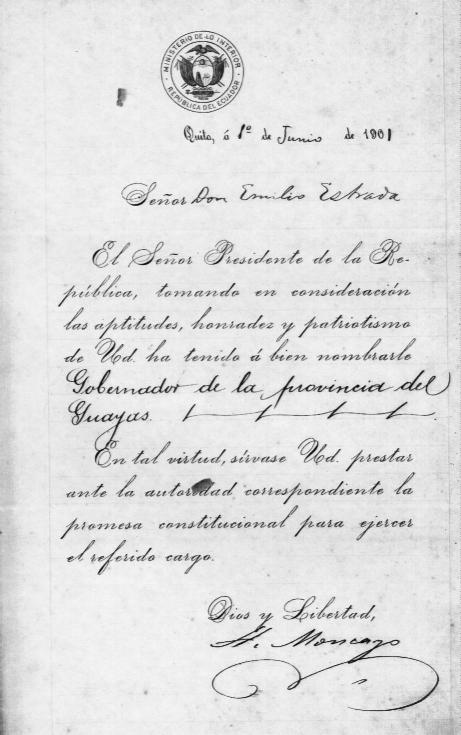 MINISTERIO DE LO INTERIOR
REPUBLICA DEL ECUADOR
Quito, á 1º de Junio de 1901
Señor Don Emilio Estrada
El Señor Presidente de la Re-
pública, tomando en consideración
las aptitudes, honradez y patriotismo
de Ud. ha tenido á bien nombrarle
Gobernador de la provincia del
Guayas.
En tal virtud, sírvase Ud. prestar
ante la autoridad correspondiente la
promesa constitucional para ejercer
el referido cargo.
Dios y Libertad,
Moncayo